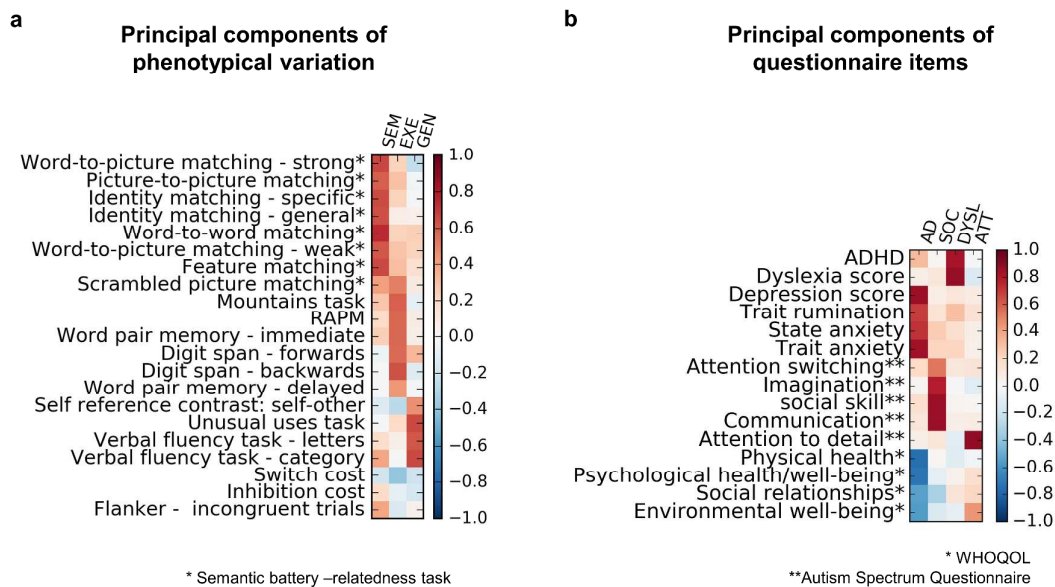 a
Principal components of
phenotypical variation
SEM
EXE
GEN
Word-to-picture matching - strong*
Picture-to-picture matching*
Identity matching - specific*
Identity matching - general*
Word-to-word matching*
Word-to-picture matching - weak*
Feature matching*
Scrambled picture matching*
Mountains task
RAPM
Word pair memory - immediate
Digit span - forwards
Digit span - backwards
Word pair memory - delayed
Self reference contrast: self-other
Unusual uses task
Verbal fluency task - letters
Verbal fluency task - category
Switch cost
Inhibition cost
Flanker - incongruent trials
1.0
0.8
0.6
0.4
0.2
0.0
−0.2
−0.4
−0.6
−0.8
−1.0
* Semantic battery –relatedness task
b
Principal components of
questionnaire items
AD
SOC
DYSL
ATT
ADHD
Dyslexia score
Depression score
Trait rumination
State anxiety
Trait anxiety
Attention switching**
Imagination**
social skill**
Communication**
Attention to detail**
Physical health*
Psychological health/well-being*
Social relationships*
Environmental well-being*
1.0
0.8
0.6
0.4
0.2
0.0
−0.2
−0.4
−0.6
−0.8
−1.0
* WHOQOL
**Autism Spectrum Questionnaire